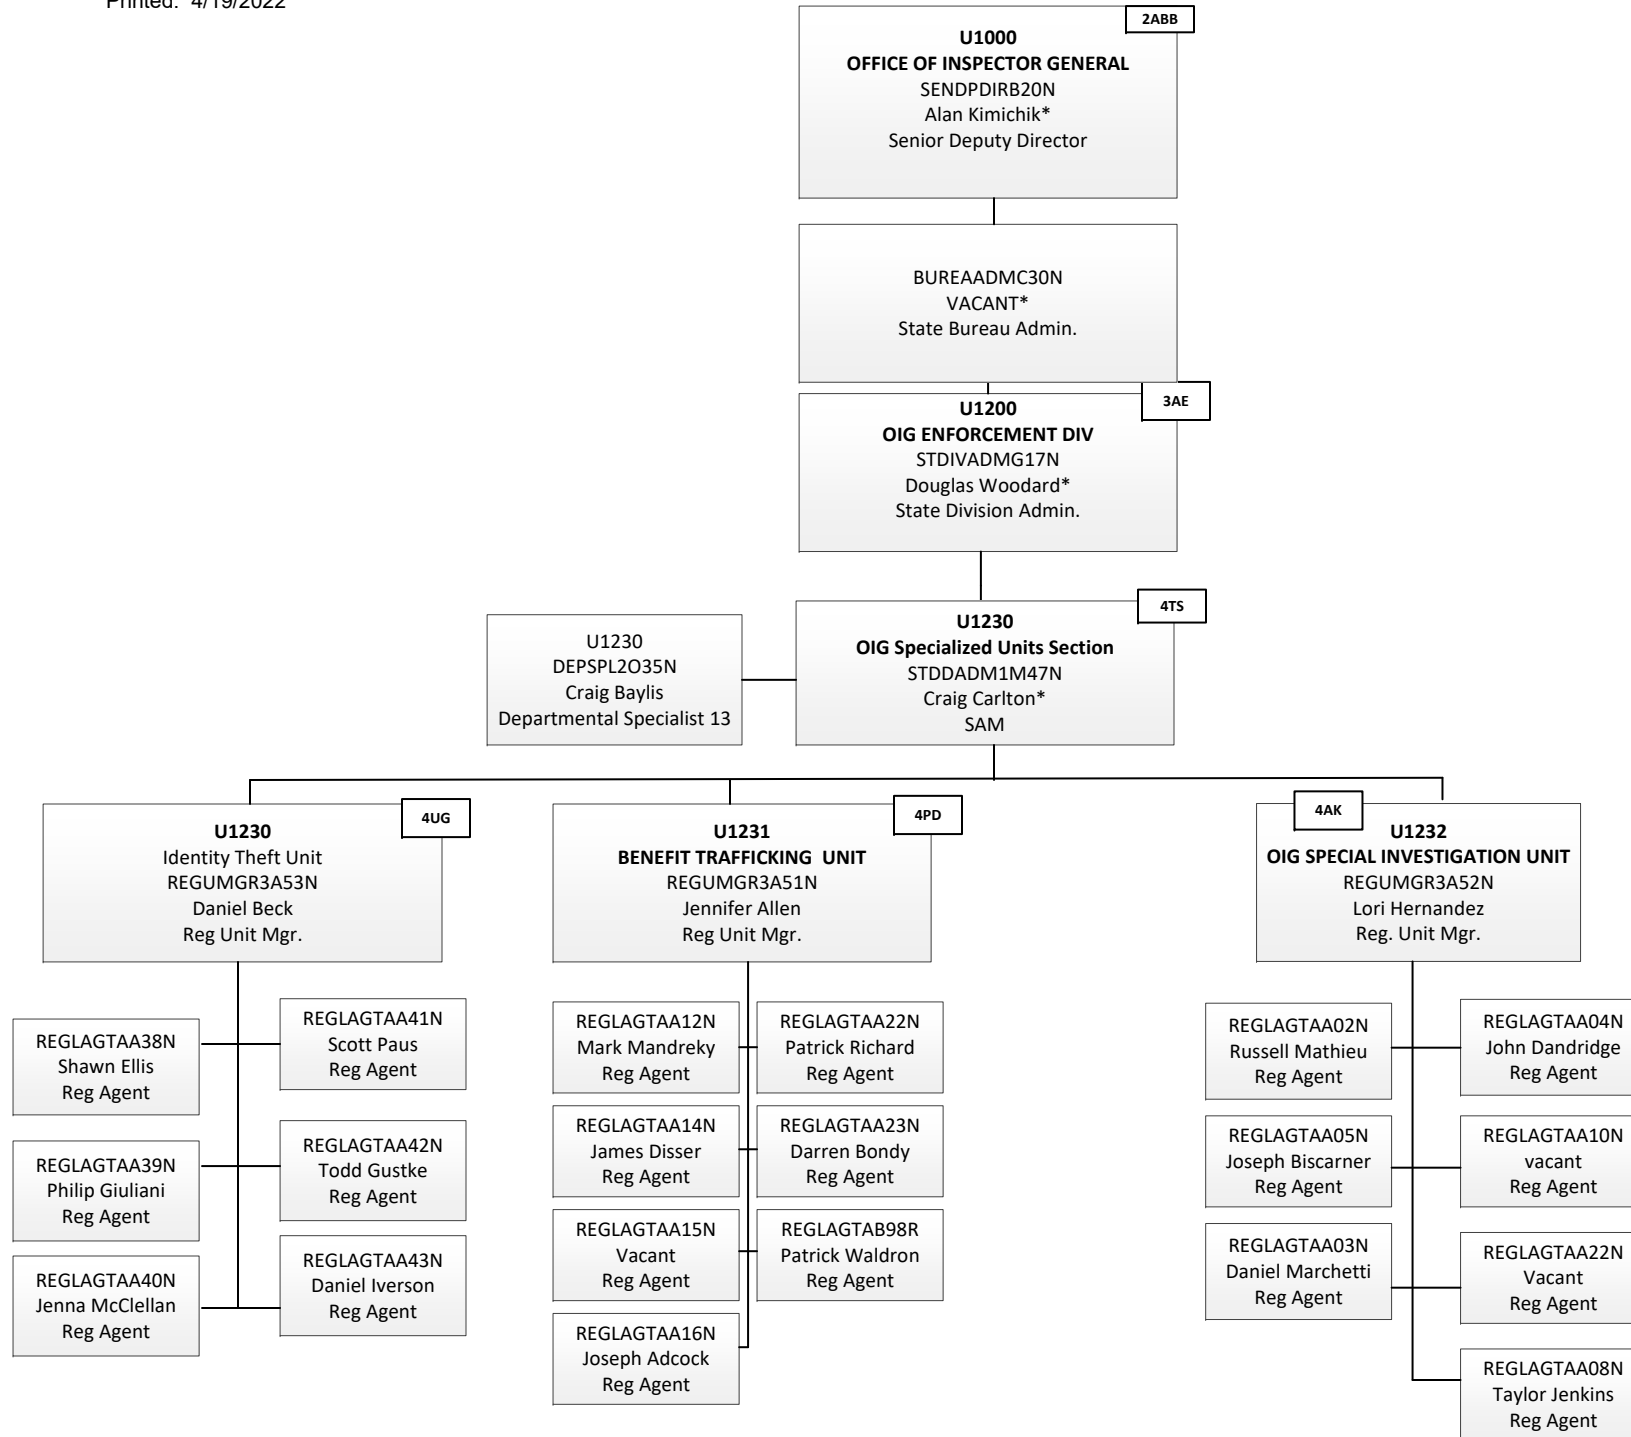 Printed: 4/19/2022
2ABB
U1000
OFFICE OF INSPECTOR GENERAL
SENDPDIRB20N
Alan Kimichik*
Senior Deputy Director
BUREAADMC30N
VACANT*
State Bureau Admin.
3AE
U1200
OIG ENFORCEMENT DIV
STDIVADMG17N
Douglas Woodard*
State Division Admin.
U1230
DEPSPL2O35N
Craig Baylis
Departmental Specialist 13
4TS
U1230
OIG Specialized Units Section
STDDADM1M47N
Craig Carlton*
SAM
4UG
U1230
Identity Theft Unit
REGUMGR3A53N
Daniel Beck
Reg Unit Mgr.
4PD
U1231
BENEFIT TRAFFICKING  UNIT
REGUMGR3A51N
Jennifer Allen
Reg Unit Mgr.
4AK
U1232
OIG SPECIAL INVESTIGATION UNIT
REGUMGR3A52N
Lori Hernandez
Reg. Unit Mgr.
REGLAGTAA38N
Shawn Ellis
Reg Agent
REGLAGTAA41N
Scott Paus
Reg Agent
REGLAGTAA39N
Philip Giuliani
Reg Agent
REGLAGTAA42N
Todd Gustke
Reg Agent
REGLAGTAA40N
Jenna McClellan
Reg Agent
REGLAGTAA43N
Daniel Iverson
Reg Agent
REGLAGTAA12N
Mark Mandreky
Reg Agent
REGLAGTAA22N
Patrick Richard
Reg Agent
REGLAGTAA14N
James Disser
Reg Agent
REGLAGTAA23N
Darren Bondy
Reg Agent
REGLAGTAA15N
Vacant
Reg Agent
REGLAGTAB98R
Patrick Waldron
Reg Agent
REGLAGTAA16N
Joseph Adcock
Reg Agent
REGLAGTAA02N
Russell Mathieu
Reg Agent
REGLAGTAA04N
John Dandridge
Reg Agent
REGLAGTAA05N
Joseph Biscarner
Reg Agent
REGLAGTAA10N
vacant
Reg Agent
REGLAGTAA03N
Daniel Marchetti
Reg Agent
REGLAGTAA22N
Vacant
Reg Agent
REGLAGTAA08N
Taylor Jenkins
Reg Agent